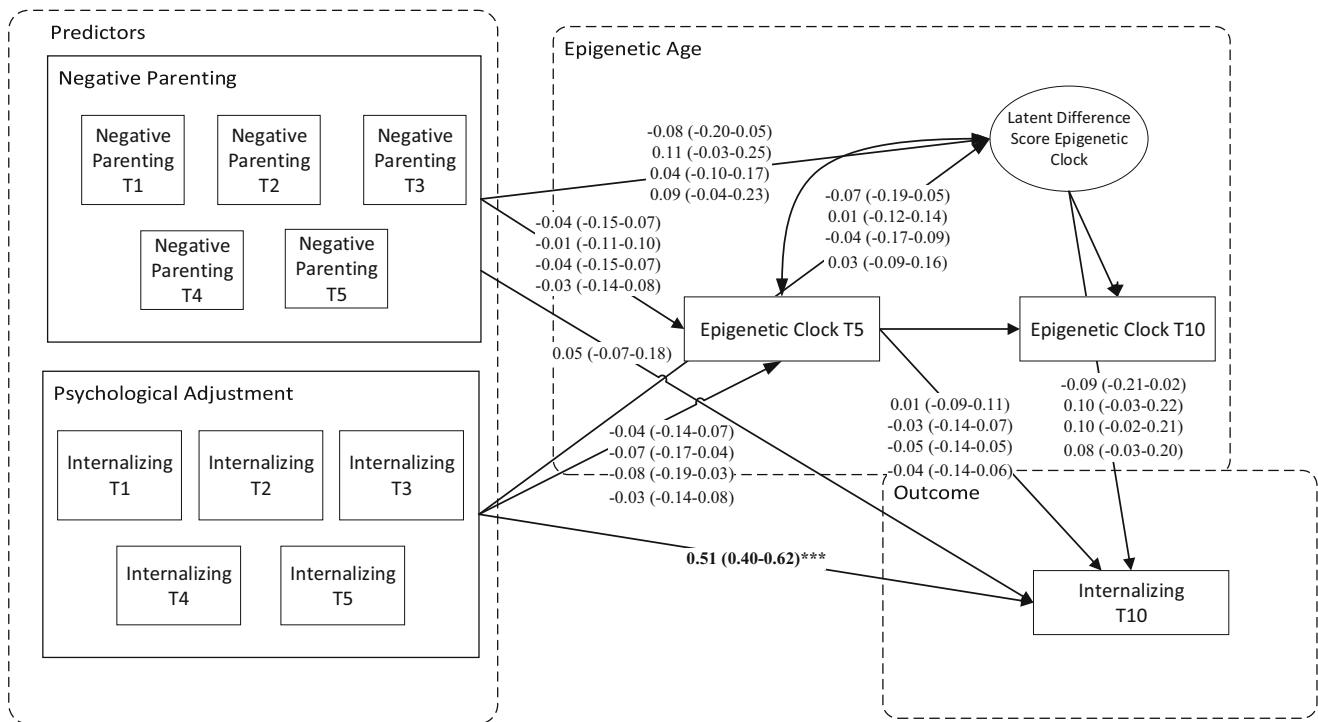 Predictors
Negative Parenting
Negative
Parenting
T1
Negative
Parenting
T2
Negative
Parenting
T3
Negative
Parenting
T4
Negative
Parenting
T5
Psychological Adjustment
Internalizing
T1
Internalizing
T2
Internalizing
T3
Internalizing
T4
Internalizing
T5
Epigenetic Age
-0.08 (-0.20-0.05)
0.11 (-0.03-0.25)
0.04 (-0.10-0.17)
0.09 (-0.04-0.23)
-0.04 (-0.15-0.07)
-0.01 (-0.11-0.10)
-0.04 (-0.15-0.07)
-0.03 (-0.14-0.08)
-0.07 (-0.19-0.05)
0.01 (-0.12-0.14)
-0.04 (-0.17-0.09)
0.03 (-0.09-0.16)
Latent Difference
Score Epigenetic
Clock
Epigenetic Clock T5
Epigenetic Clock T10
0.05 (-0.07-0.18)
-0.04 (-0.14-0.07)
-0.07 (-0.17-0.04)
-0.08 (-0.19-0.03)
-0.03 (-0.14-0.08)
0.01 (-0.09-0.11)
-0.03 (-0.14-0.07)
-0.05 (-0.14-0.05)
-0.04 (-0.14-0.06)
-0.09 (-0.21-0.02)
0.10 (-0.03-0.22)
0.10 (-0.02-0.21)
0.08 (-0.03-0.20)
0.51 (0.40-0.62)***
Outcome
Internalizing
T10